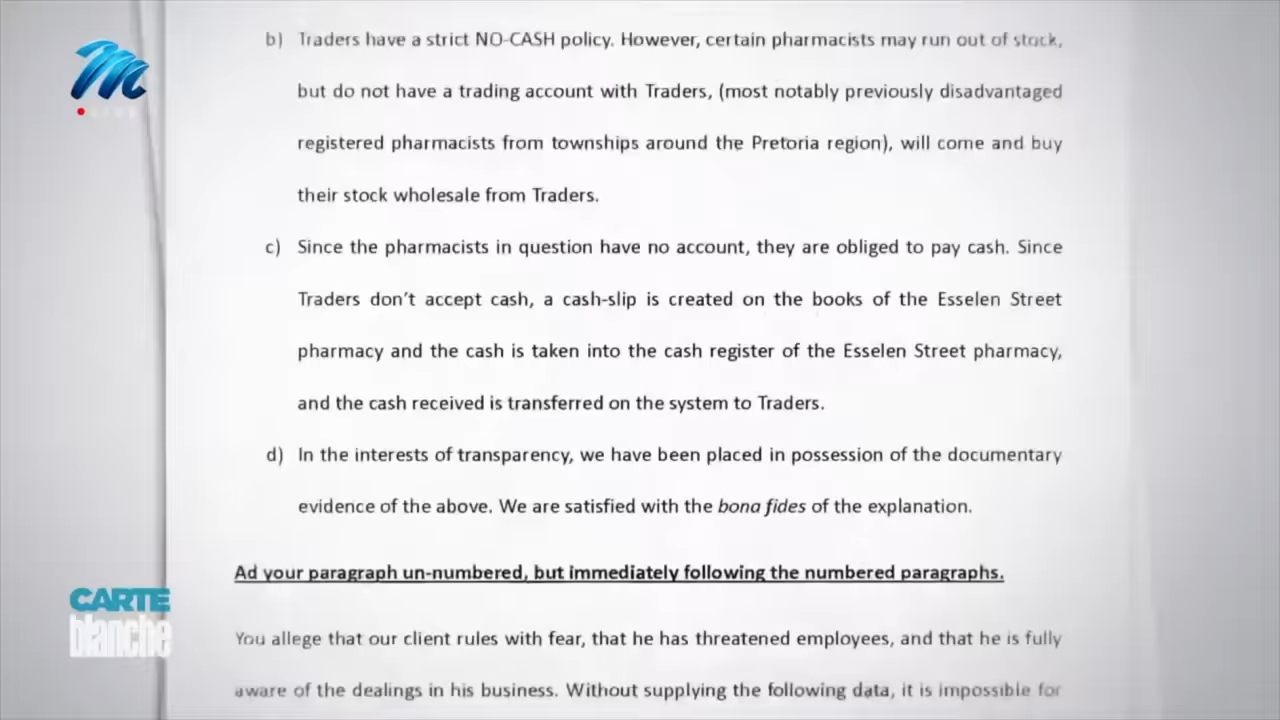 b) Traders have a strict NO-CASH policy. However, certain pharmacists may run out of stock,
but do not have a trading account with Traders, (most notably previously disadvantaged
registered pharmacists from townships around the Pretoria region), will come and buy
their stock wholesale from Traders.
c) Since the pharmacists in question have no account, they are obliged to pay cash. Since
Traders don't accept cash, a cash-slip is created on the books of the Esselen Street
pharmacy and the cash is taken into the cash register of the Esselen Street pharmacy,
and the cash received is transferred on the system to Traders.
d) In the interests of transparency, we have been placed in possession of the documentary
evidence of the above. We are satisfied with the bona fides of the explanation.
Ad your paragraph un-numbered, but immediately following the numbered paragraphs.
CARTE
blanche
You allege that our client rules with fear, that he has threatened employees, and that he is fully
aware of the dealings in his business. Without supplying the following data, it is impossible for